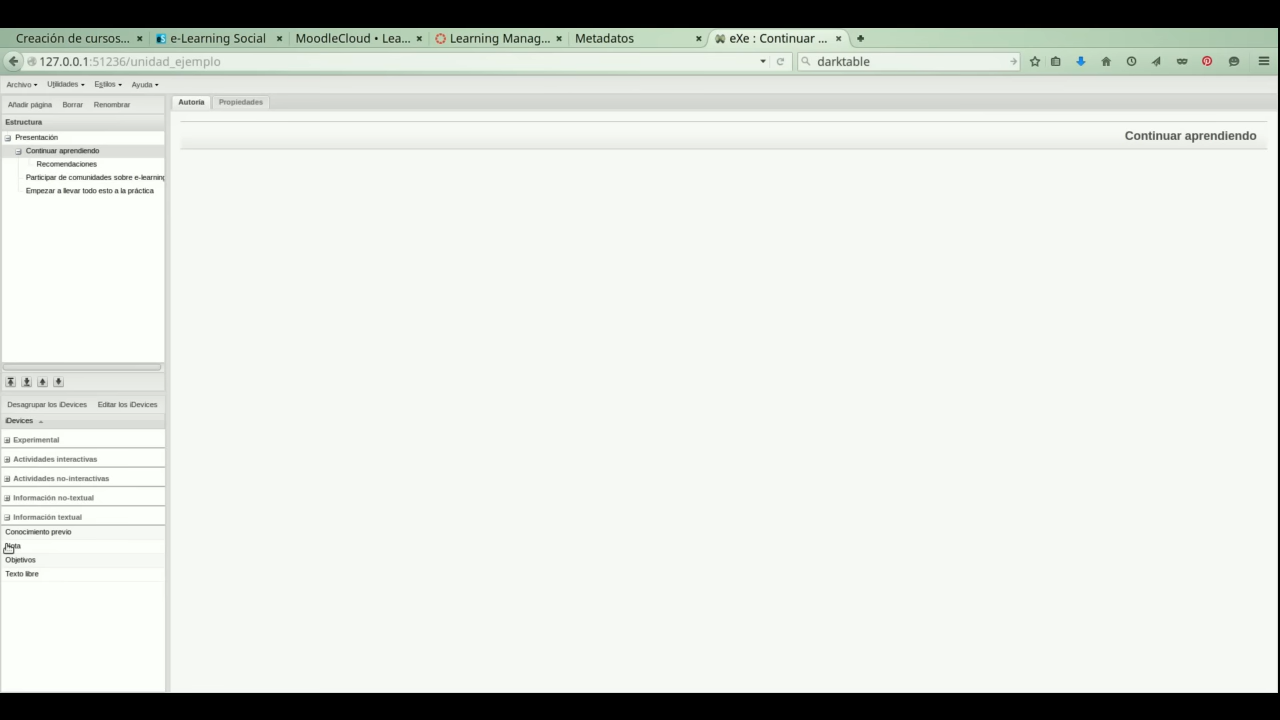 Creación de cursos... e-Learning Social MoodleCloud • Lea... Learning Manag... Metadatos eXe : Continuar ...
127.0.0.1:51236/unidad_ejemplo darktable
Archivo Utilidades Estilos Ayuda
Añadir página Borrar Renombrar
Autoría Propiedades
Estructura
Presentación
Continuar aprendiendo
Recomendaciones
Participar de comunidades sobre e-learning
Empezar a llevar todo esto a la práctica
Continuar aprendiendo
Desagrupar los iDevices Editar los iDevices
iDevices
Experimental
Actividades interactivas
Actividades no-interactivas
Información no-textual
Información textual
Conocimiento previo
Nota
Objetivos
Texto libre